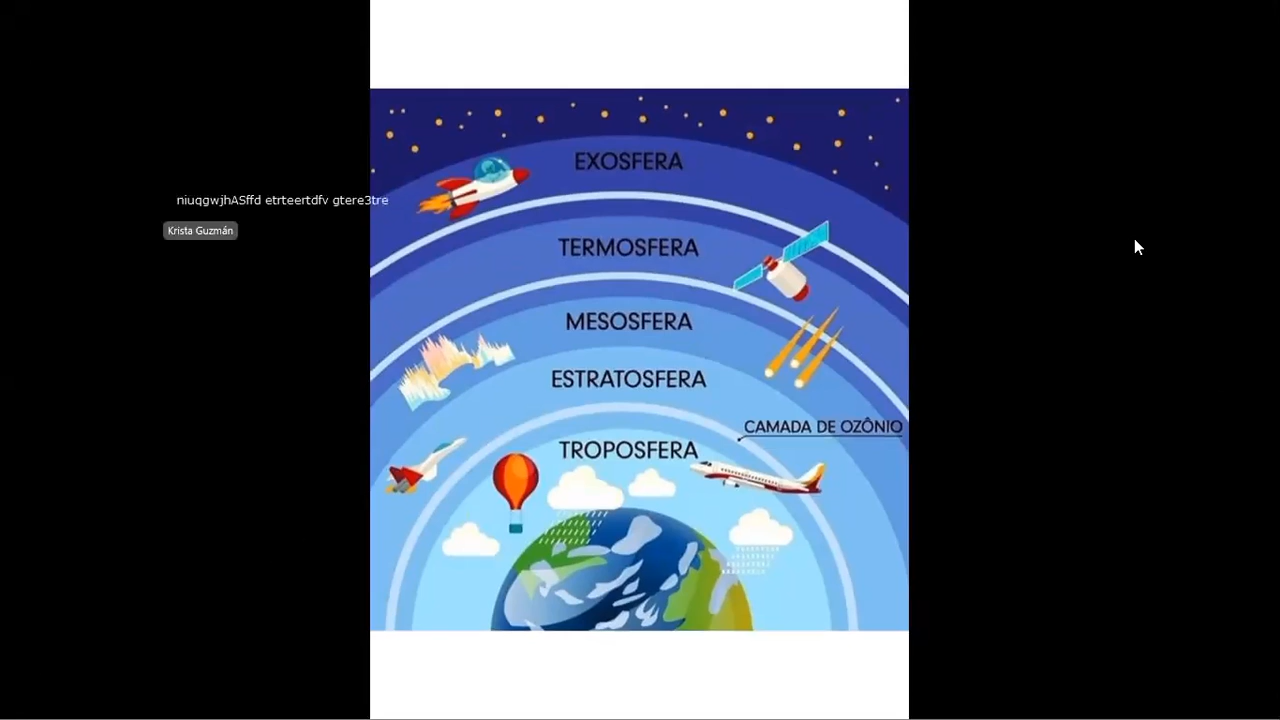 EXOSFERA
niuqgwjhASffd etrteertdfv gtere3tre
Krista Guzmán
TERMOSFERA
MESOSFERA
ESTRATOSFERA
CAMADA DE OZÔNIO
TROPOSFERA